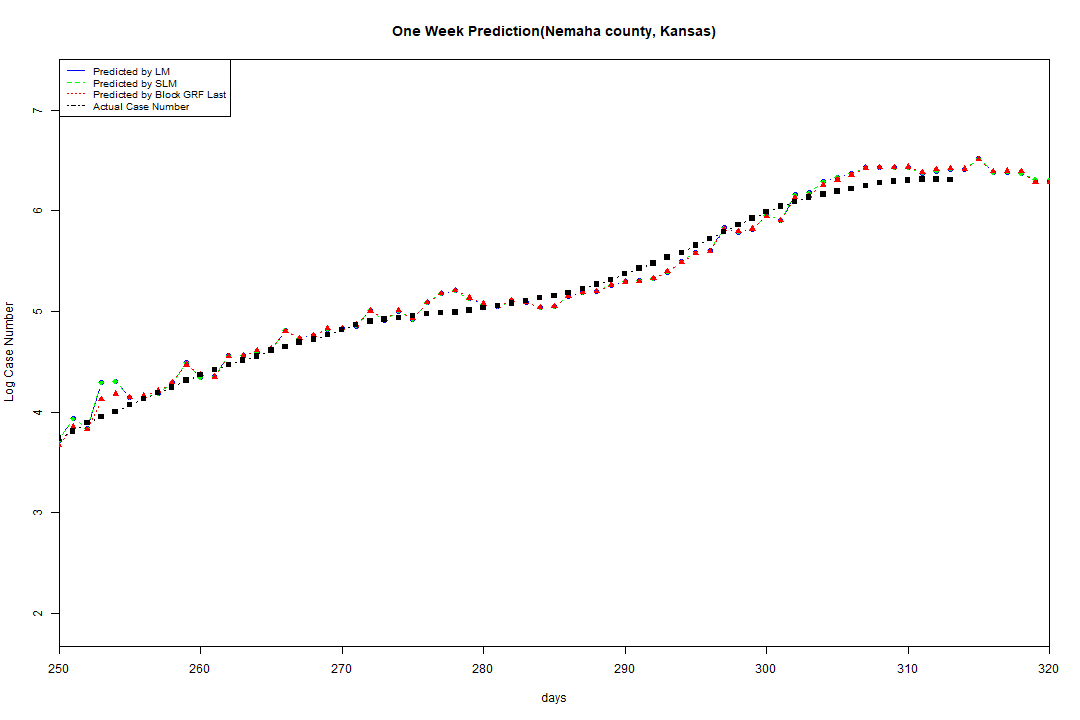 One Week Prediction(Nemaha county, Kansas)
Predicted by LM
Predicted by SLM
Predicted by Block GRF Last
Actual Case Number
7
6
5
4
3
2
Log Case Number
250 260 270 280 290 300 310 320
days